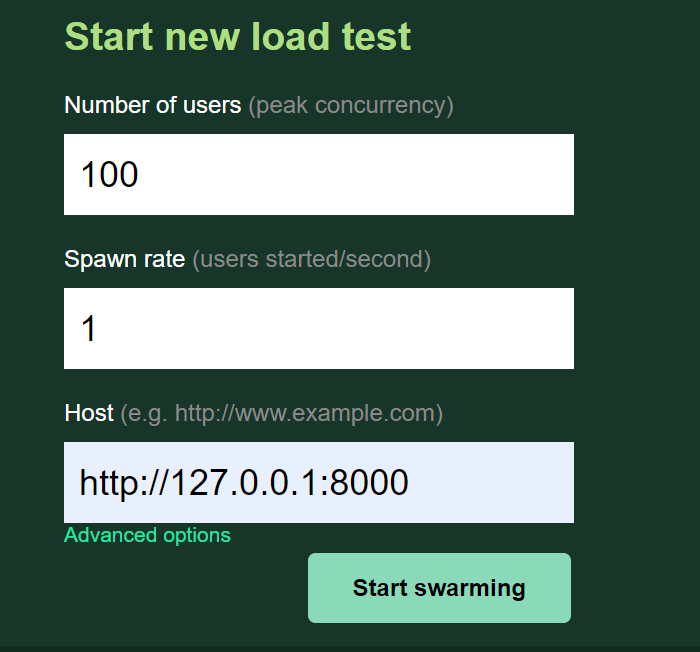 Start new load test
Number of users (peak concurrency)
100
Spawn rate (users started/second)
1
Host (e.g. http://www.example.com)
http://127.0.0.1:8000
Advanced options
Start swarming